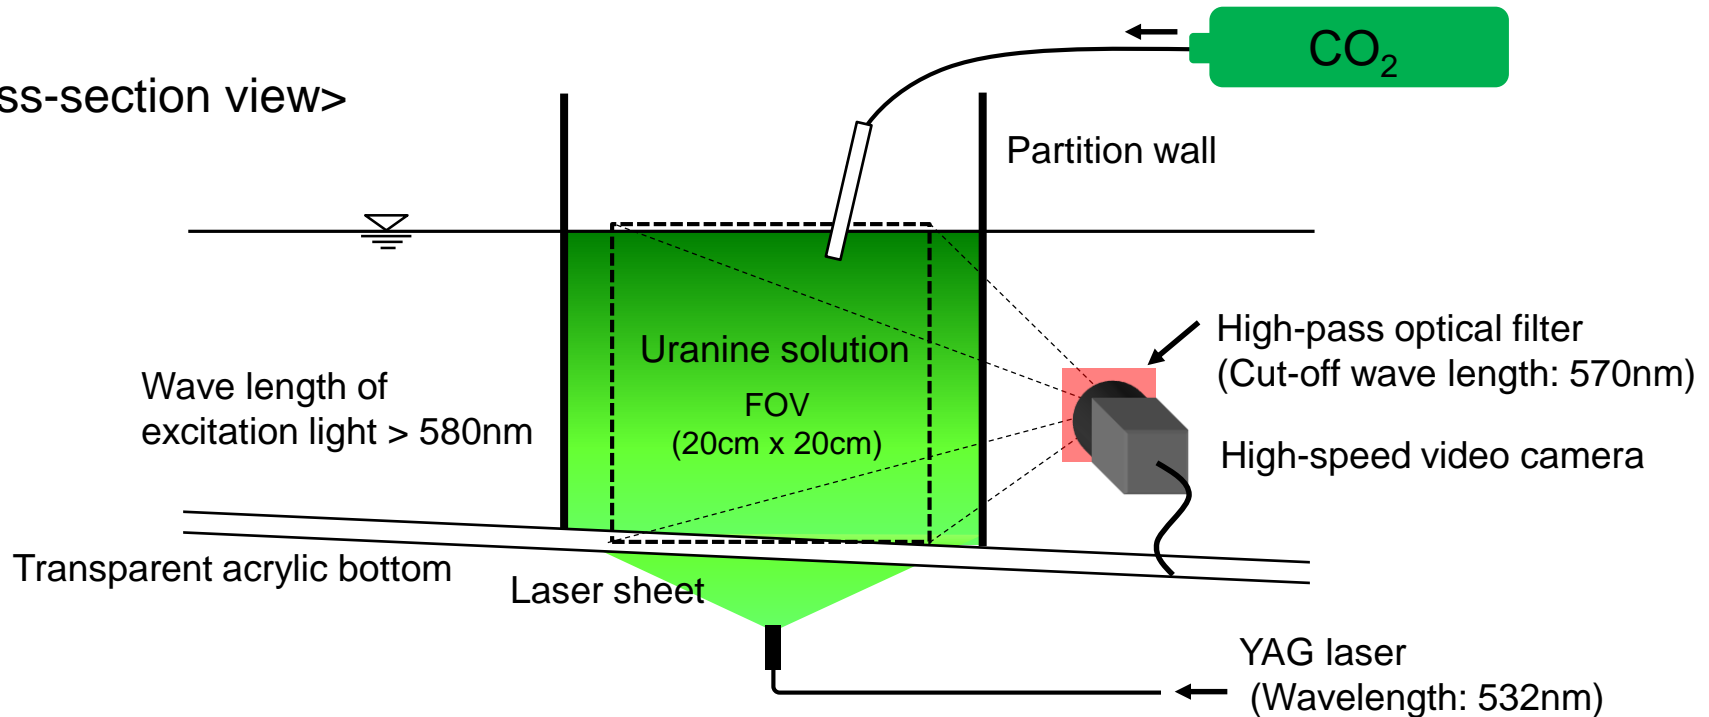 CO₂
ss-section view>
Partition wall
High-pass optical filter
(Cut-off wave length: 570nm)
Uranine solution
Wave length of
excitation light > 580nm
FOV
(20cm x 20cm)
High-speed video camera
Transparent acrylic bottom
Laser sheet
YAG laser
(Wavelength: 532nm)